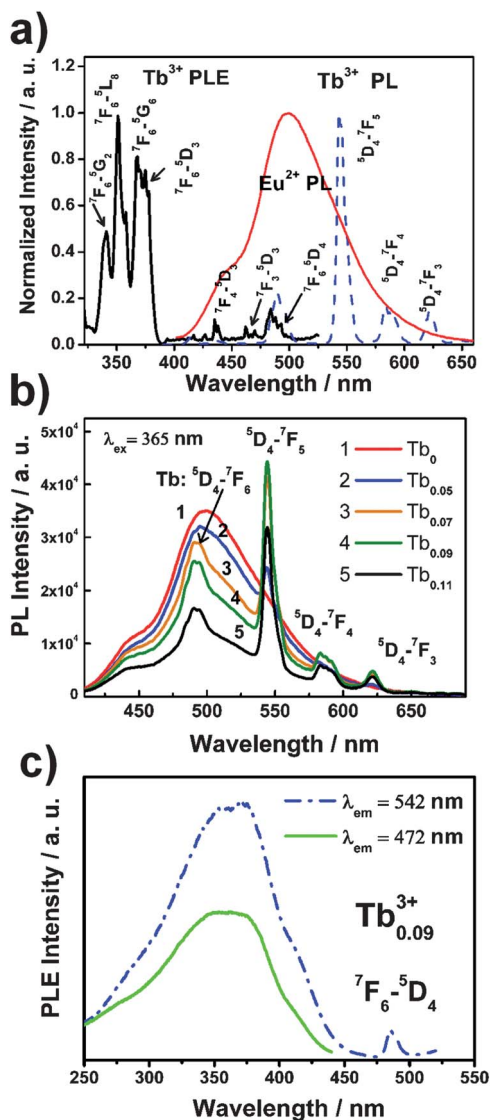 a)
Normalized Intensity / a. u.
1.2
1.0
0.8
0.6
0.4
0.2
0.0
Tb³⁺ PLE
Tb³⁺ PL
Eu²⁺ PL
⁷F₆-⁵G₂
⁷F₆-⁵L₈
⁷F₆-⁵G₆
⁷F₆-⁵D₃
⁷F₄-⁵D₃
⁷F₃-⁵D₃
⁷F₆-⁵D₄
⁵D₄-⁷F₅
⁵D₄-⁷F₄
⁵D₄-⁷F₃
350 400 450 500 550 600 650
Wavelength / nm
b)
PL Intensity / a. u.
5x10⁴
4x10⁴
3x10⁴
2x10⁴
1x10⁴
0
λex= 365 nm
⁵D₄-⁷F₅
Tb: ⁵D₄-⁷F₆
1
2
3
4
5
1 Tb₀
2 Tb₀.₀₅
3 Tb₀.₀₇
4 Tb₀.₀₉
5 Tb₀.₁₁
⁵D₄-⁷F₄
⁵D₄-⁷F₃
450 500 550 600 650
Wavelength / nm
c)
PLE Intensity / a. u.
λem = 542 nm
λem = 472 nm
Tb³⁺₀.₀₉
⁷F₆-⁵D₄
250 300 350 400 450 500 550
Wavelength / nm